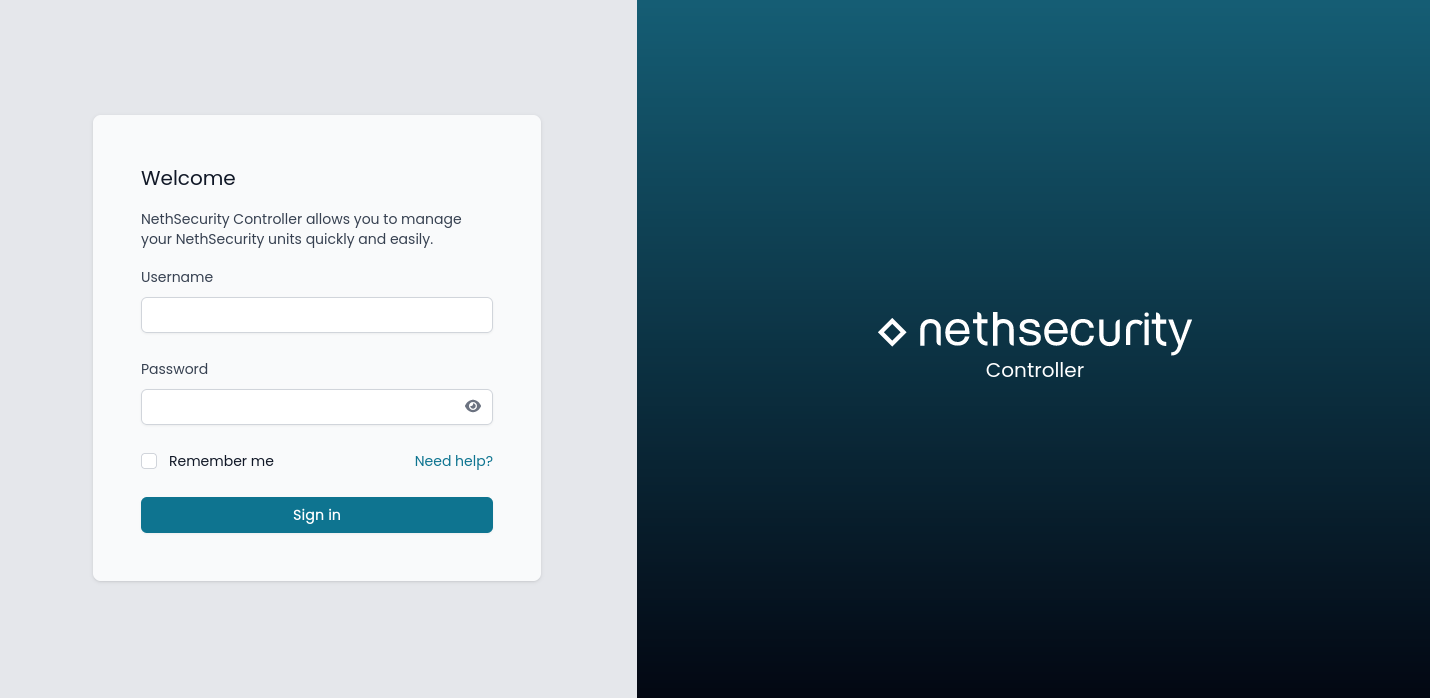 Welcome
NethSecurity Controller allows you to manage
your NethSecurity units quickly and easily.
Username
Password
Remember me
Need help?
Sign in
nethsecurity
Controller